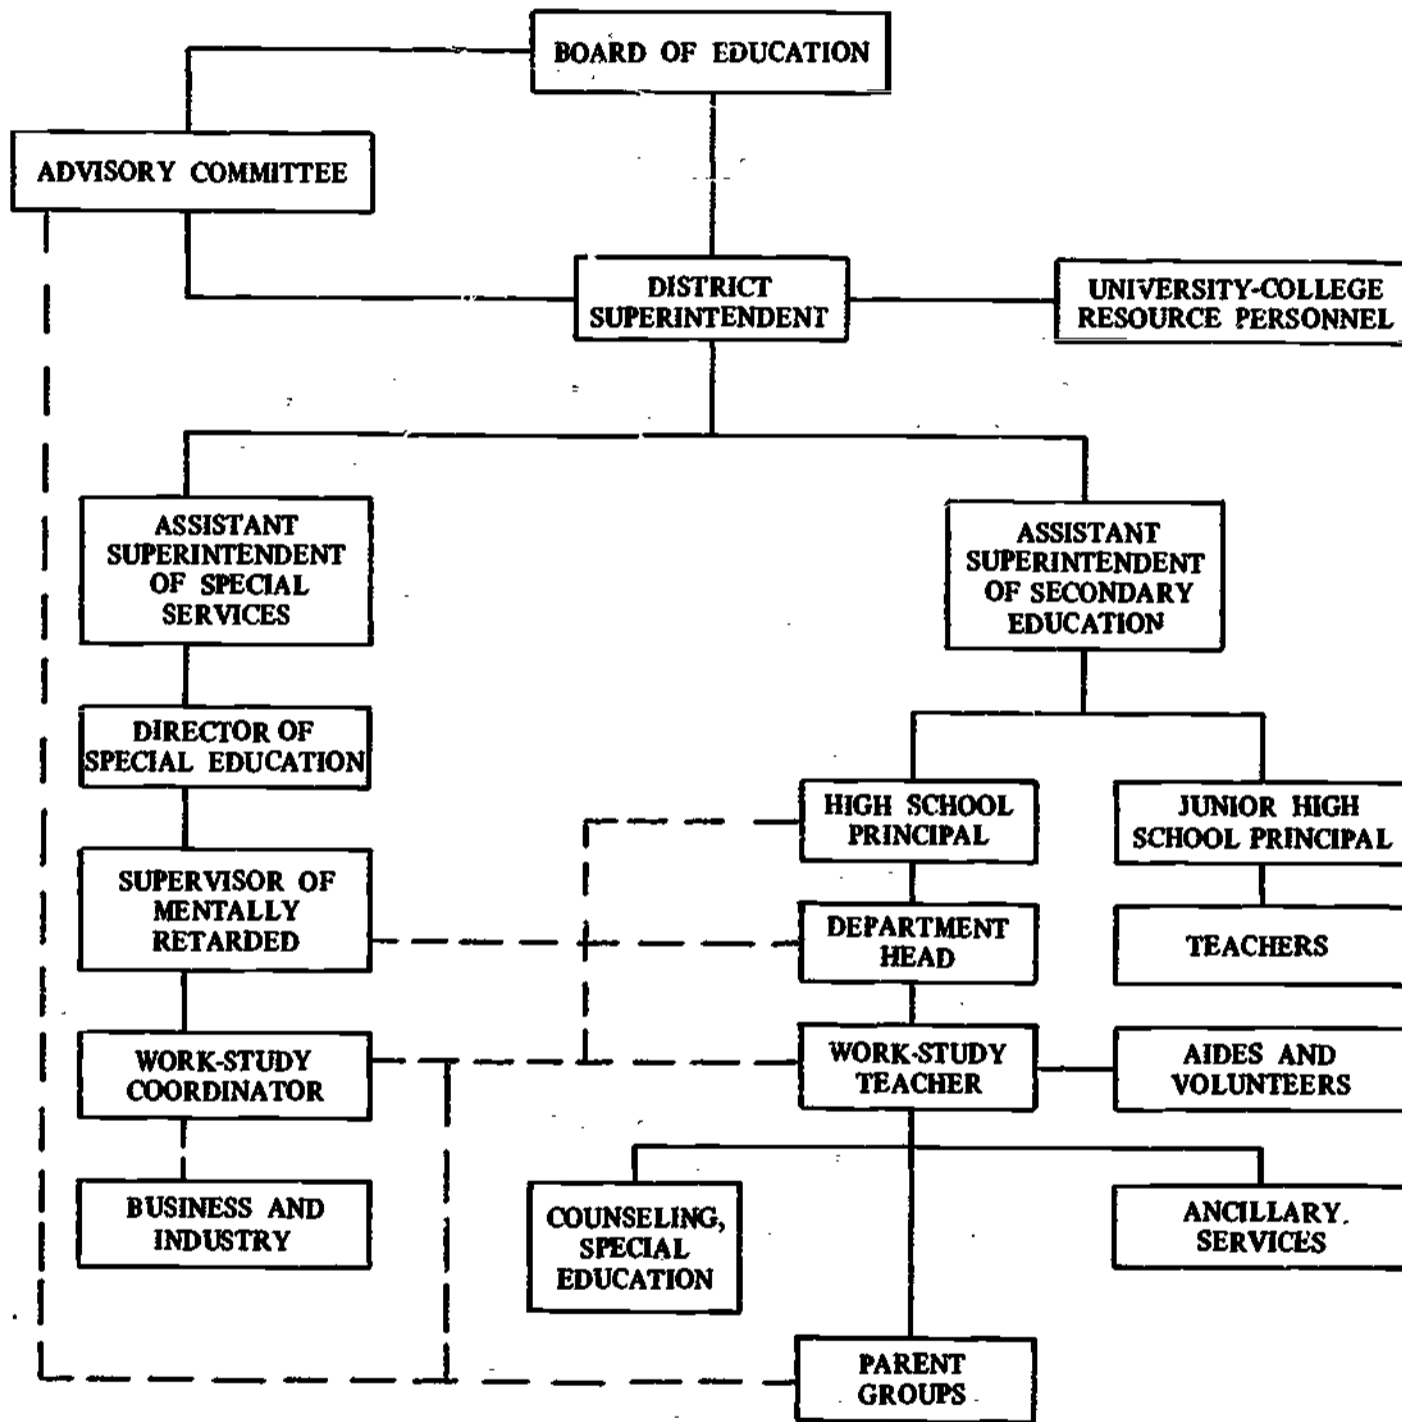 BOARD OF EDUCATION
ADVISORY COMMITTEE
DISTRICT
SUPERINTENDENT
UNIVERSITY-COLLEGE
RESOURCE PERSONNEL
ASSISTANT
SUPERINTENDENT
OF SPECIAL
SERVICES
ASSISTANT
SUPERINTENDENT
OF SECONDARY
EDUCATION
DIRECTOR OF
SPECIAL EDUCATION
HIGH SCHOOL
PRINCIPAL
JUNIOR HIGH
SCHOOL PRINCIPAL
SUPERVISOR OF
MENTALLY
RETARDED
DEPARTMENT
HEAD
TEACHERS
WORK-STUDY
COORDINATOR
WORK-STUDY
TEACHER
AIDES AND
VOLUNTEERS
BUSINESS AND
INDUSTRY
COUNSELING,
SPECIAL
EDUCATION
ANCILLARY
SERVICES
PARENT
GROUPS